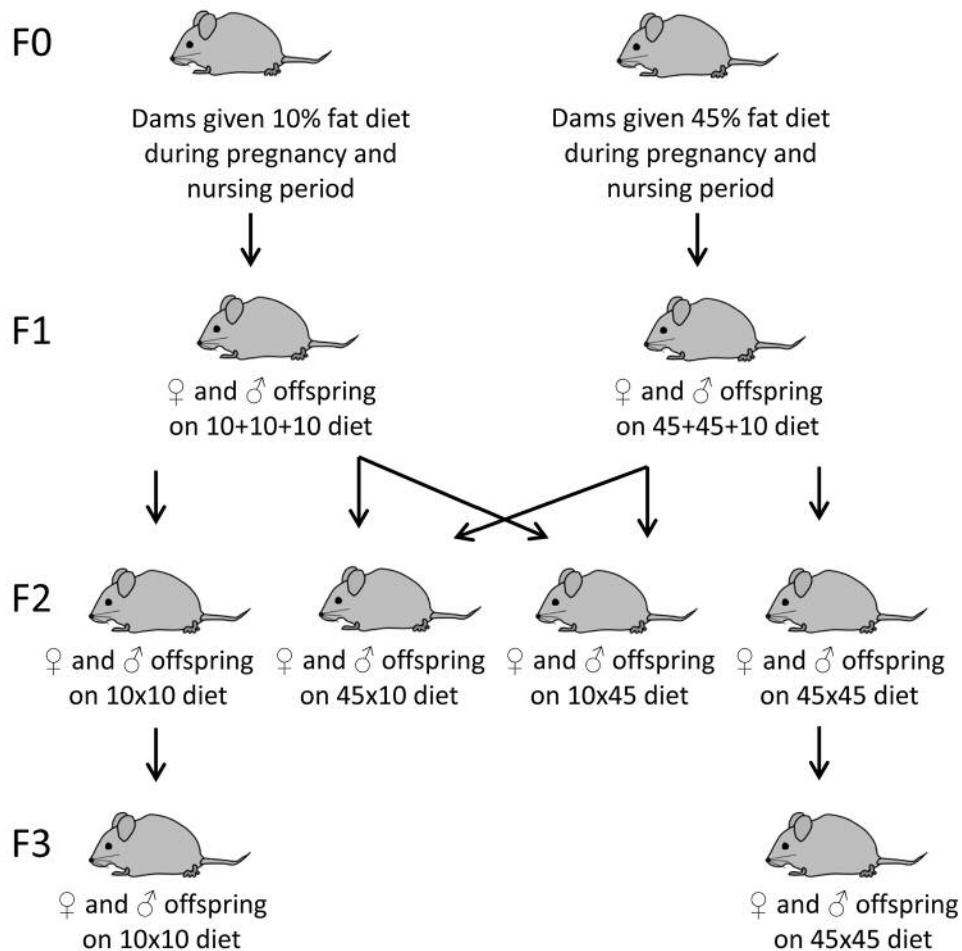 F0
Dams given 10% fat diet
during pregnancy and
nursing period
Dams given 45% fat diet
during pregnancy and
nursing period
F1
♀ and ♂ offspring
on 10+10+10 diet
♀ and ♂ offspring
on 45+45+10 diet
F2
♀ and ♂ offspring
on 10x10 diet
♀ and ♂ offspring
on 45x10 diet
♀ and ♂ offspring
on 10x45 diet
♀ and ♂ offspring
on 45x45 diet
F3
♀ and ♂ offspring
on 10x10 diet
♀ and ♂ offspring
on 45x45 diet